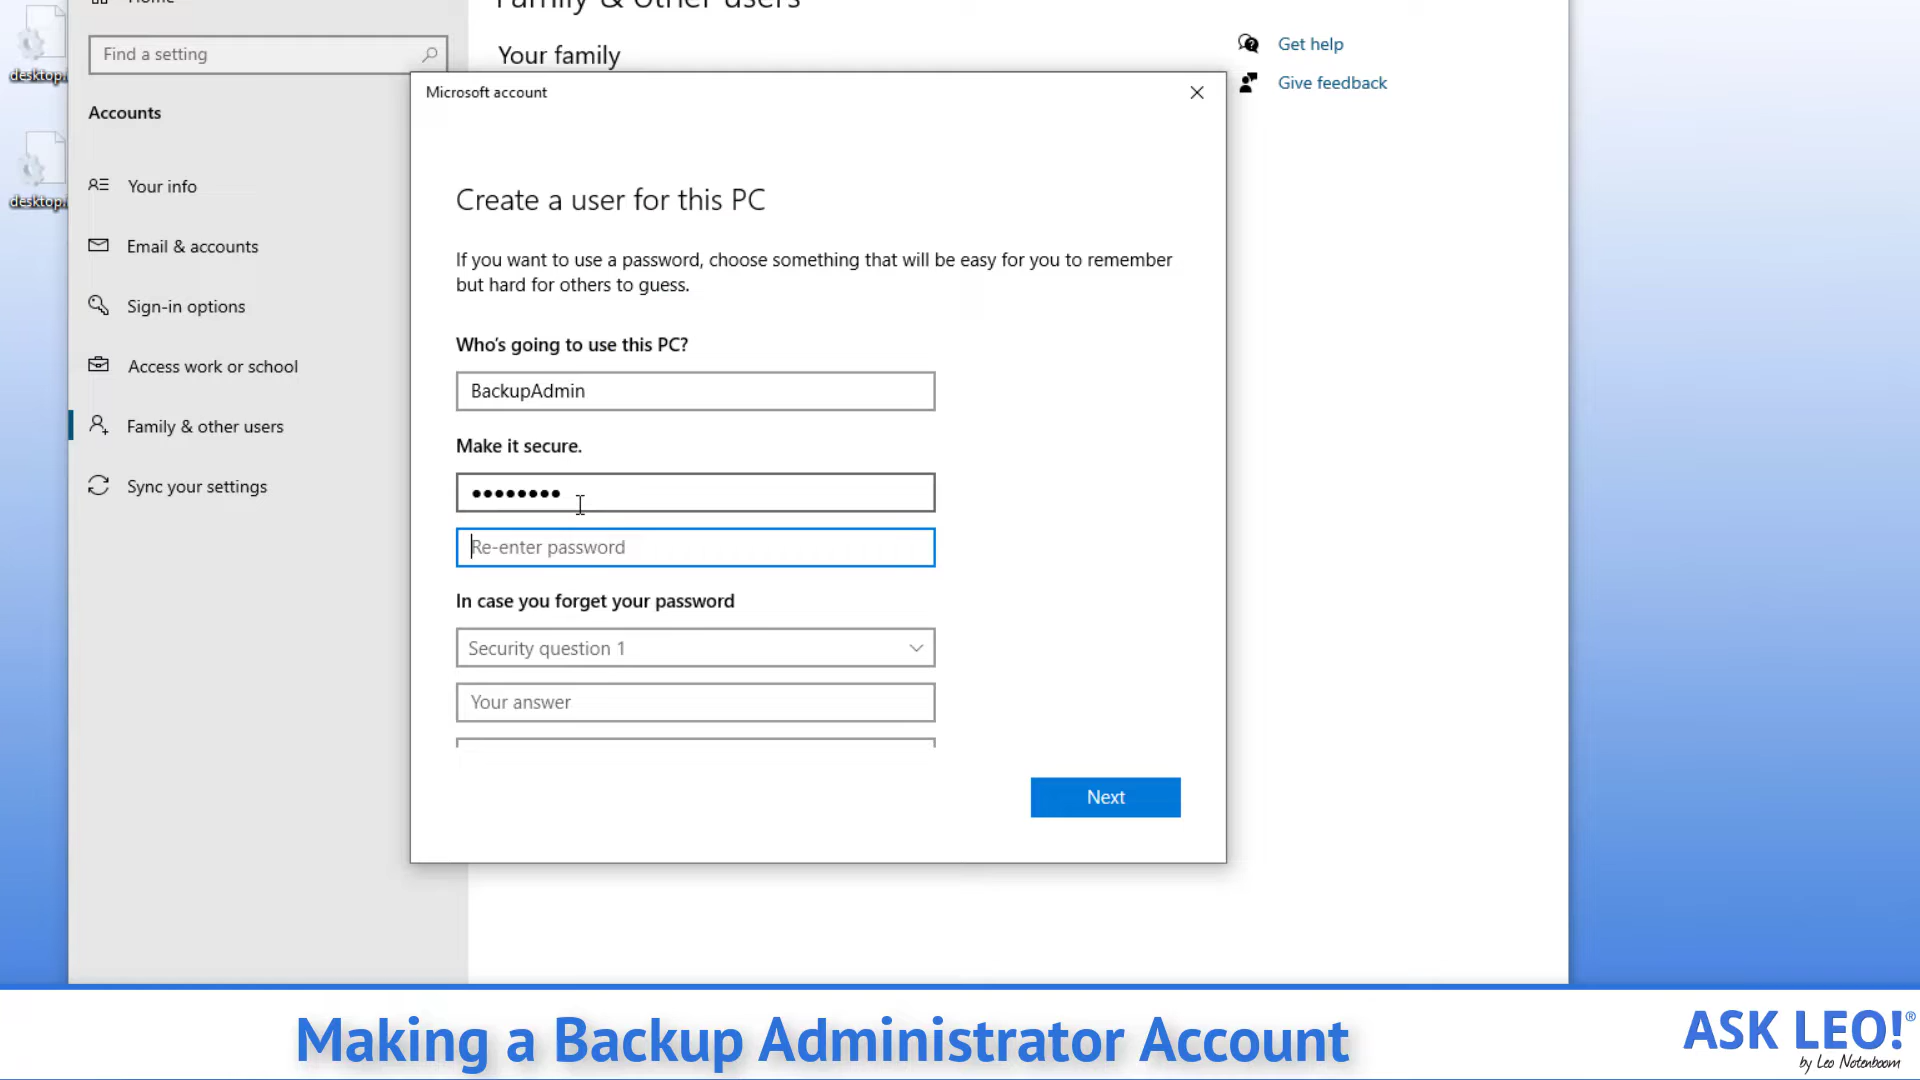 Home
Family & other users
Find a setting
Your family
Get help
Give feedback
desktop.
desktop.
Accounts
Your info
Email & accounts
Sign-in options
Access work or school
Family & other users
Sync your settings
Microsoft account
Create a user for this PC
If you want to use a password, choose something that will be easy for you to remember
but hard for others to guess.
Who's going to use this PC?
BackupAdmin
Make it secure.
••••••••
Re-enter password
In case you forget your password
Security question 1
Your answer
Next
Making a Backup Administrator Account
ASK LEO!®
by Leo Notenboom